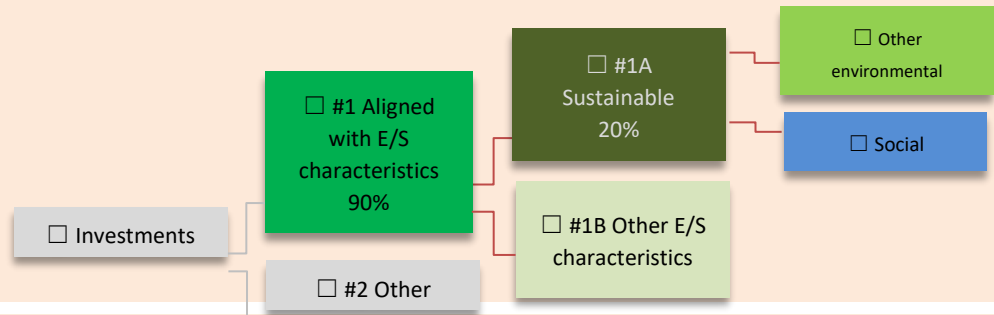 ☐ Investments
☐ #1 Aligned
with E/S
characteristics
90%
☐ #2 Other
☐ #1A
Sustainable
20%
☐ #1B Other E/S
characteristics
☐ Other
environmental
☐ Social